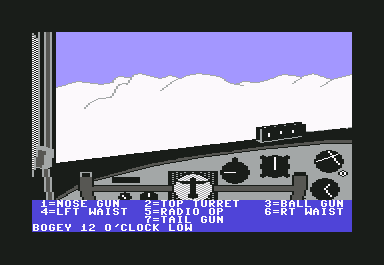 1=NOSE GUN 2=TOP TURRET 3=BALL GUN
4=LFT WAIST 5=RADIO OP 6=RT WAIST
7=TAIL GUN
BOGEY 12 O'CLOCK LOW